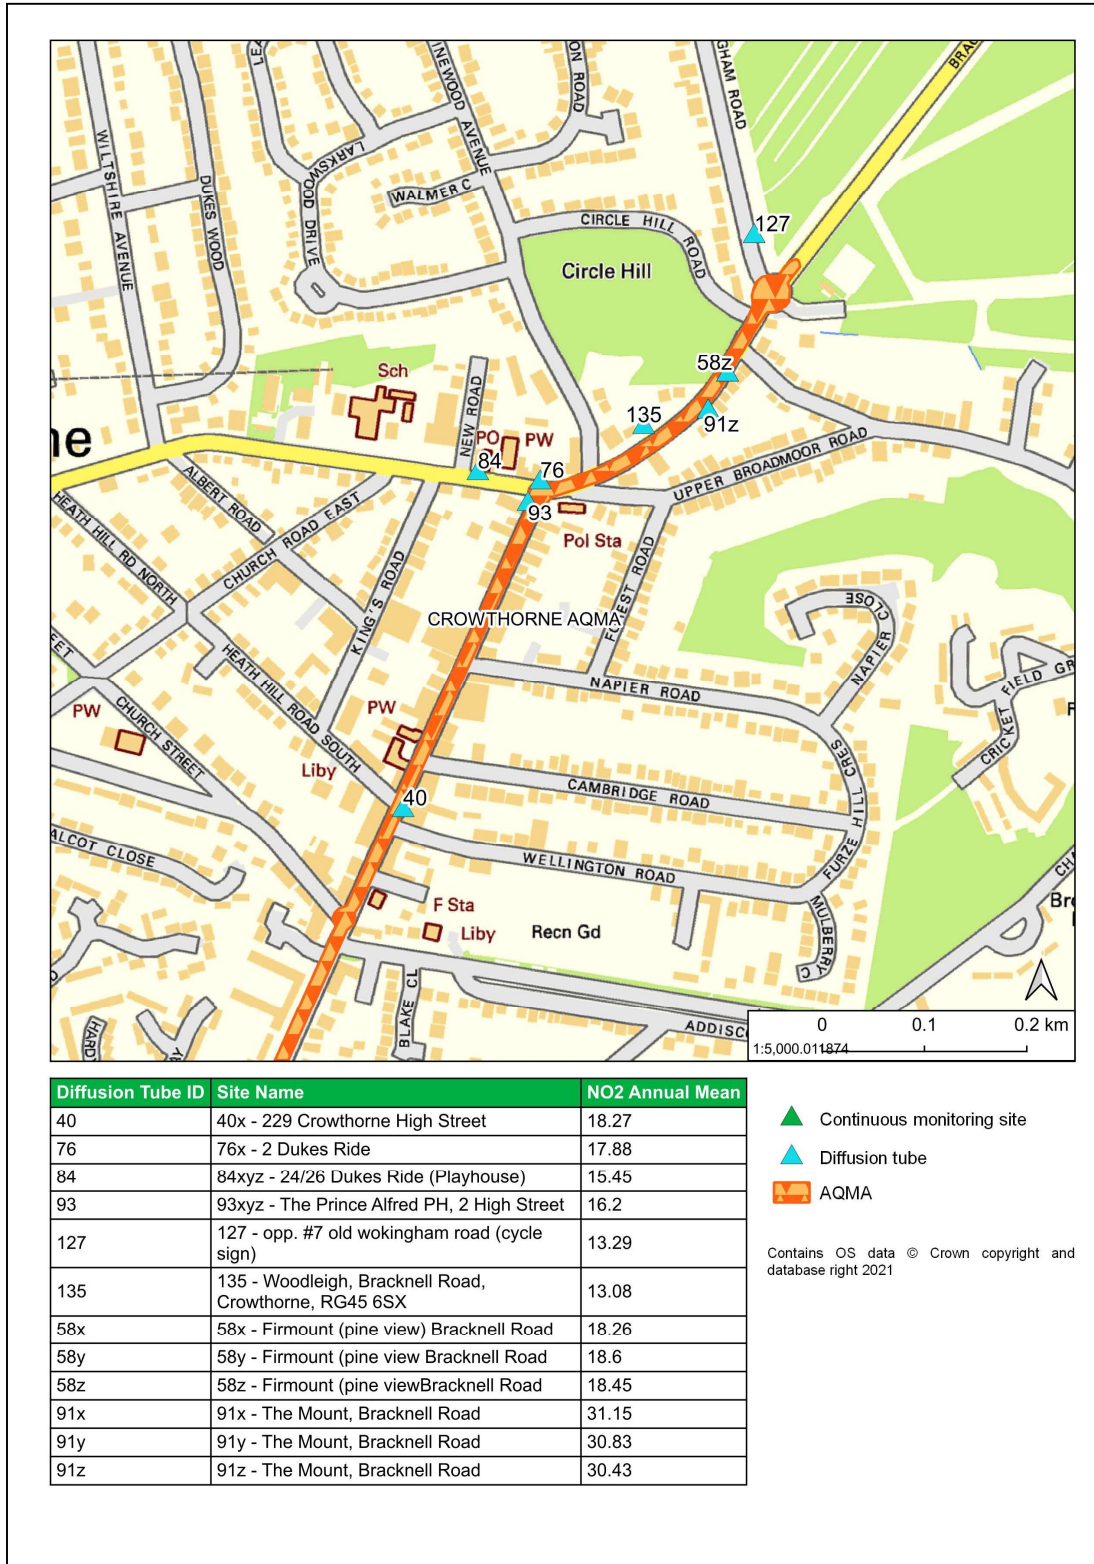 BRAC
GHAM ROAD
ON ROAD
INEWOOD AVENUE
LE
LARKSWOOD DRIVE
WILTSHIRE AVENUE
DUKES WOOD
WALMER C
CIRCLE HILL ROAD
127
Circle Hill
58z
Sch
135
91z
NEW ROAD
PO
PW
ne
84
76
UPPER BROADMOOR ROAD
93
ALBERT ROAD
CHURCH ROAD EAST
HEATH HILL RD NORTH
Pol Sta
KING'S ROAD
FOREST ROAD
CROWTHORNE AQMA
NAPIER CLOSE
EET
HEATH HILL ROAD SOUTH
NAPIER ROAD
CRICKET FIELD GR
PW
PW
CHURCH STREET
Liby
CAMBRIDGE ROAD
FURZE HILL CRES
40
ALCOT CLOSE
WELLINGTON ROAD
MULBERRY C
CHA
F Sta
Liby
Recn Gd
Bro
BLAKE CL
HARDY
BY
ADDISC
0 0.1 0.2 km
1:5,000.011874
Diffusion Tube ID Site Name NO2 Annual Mean
40 40x - 229 Crowthorne High Street 18.27
76 76x - 2 Dukes Ride 17.88
84 84xyz - 24/26 Dukes Ride (Playhouse) 15.45
93 93xyz - The Prince Alfred PH, 2 High Street 16.2
127 127 - opp. #7 old wokingham road (cycle
sign) 13.29
135 135 - Woodleigh, Bracknell Road,
Crowthorne, RG45 6SX 13.08
58x 58x - Firmount (pine view) Bracknell Road 18.26
58y 58y - Firmount (pine view Bracknell Road 18.6
58z 58z - Firmount (pine viewBracknell Road 18.45
91x 91x - The Mount, Bracknell Road 31.15
91y 91y - The Mount, Bracknell Road 30.83
91z 91z - The Mount, Bracknell Road 30.43
Continuous monitoring site
Diffusion tube
AQMA
Contains OS data © Crown copyright and
database right 2021